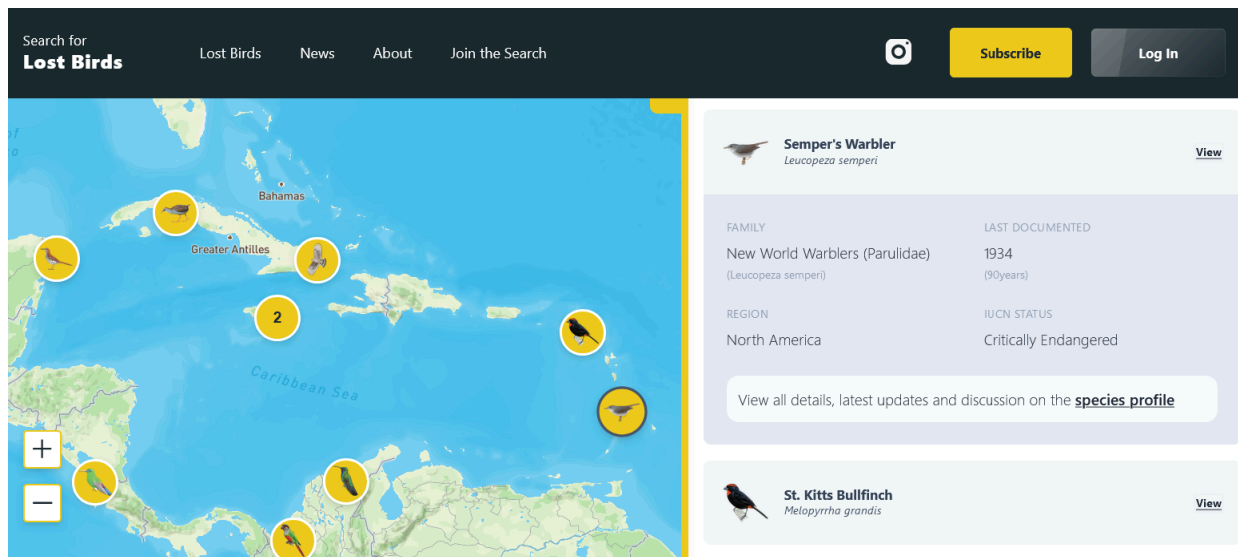 Search for
Lost Birds
Lost Birds
News
About
Join the Search
Subscribe
Log In
of
Bahamas
Greater Antilles
2
Caribbean Sea
Semper's Warbler
Leucopeza semperi
View
FAMILY
New World Warblers (Parulidae)
(Leucopeza semperi)
LAST DOCUMENTED
1934
(90years)
REGION
North America
IUCN STATUS
Critically Endangered
View all details, latest updates and discussion on the species profile
St. Kitts Bullfinch
Melopyrrha grandis
View